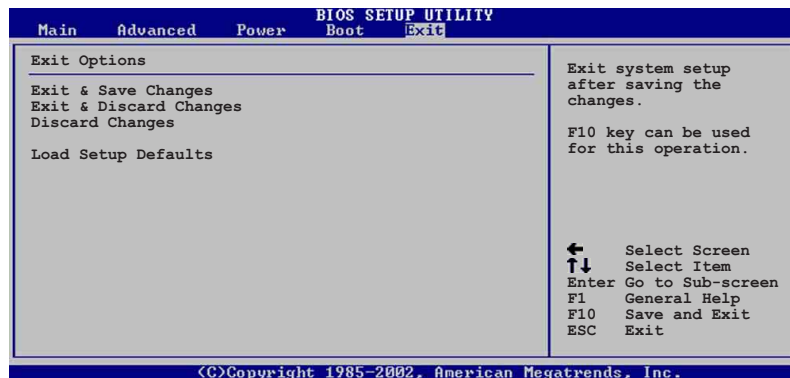 BIOS SETUP UTILITY
Main Advanced Power Boot Exit
Exit Options
Exit & Save Changes
Exit & Discard Changes
Discard Changes
Load Setup Defaults
Exit system setup
after saving the
changes.
F10 key can be used
for this operation.
← Select Screen
↑↓ Select Item
Enter Go to Sub-screen
F1 General Help
F10 Save and Exit
ESC Exit
(C)Copyright 1985-2002, American Megatrends, Inc.